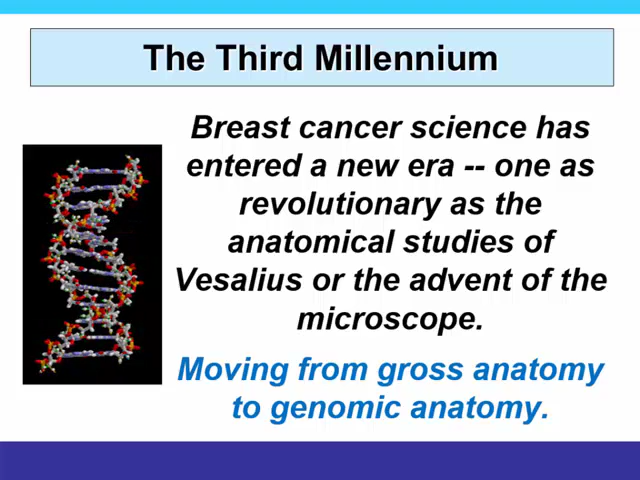 The Third Millennium
Breast cancer science has
entered a new era -- one as
revolutionary as the
anatomical studies of
Vesalius or the advent of the
microscope.
Moving from gross anatomy
to genomic anatomy.